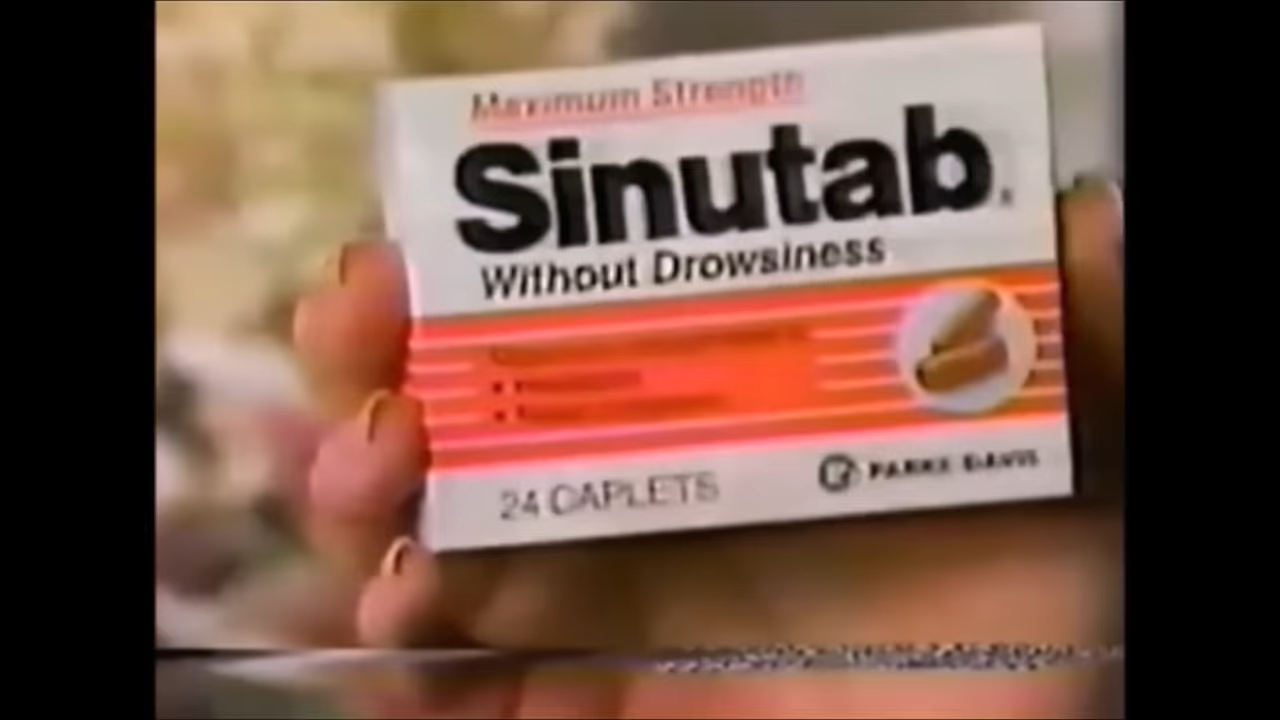 Maximum Strength
Sinutab
Without Drowsiness
24 CAPLETS
PARKE-DAVIS